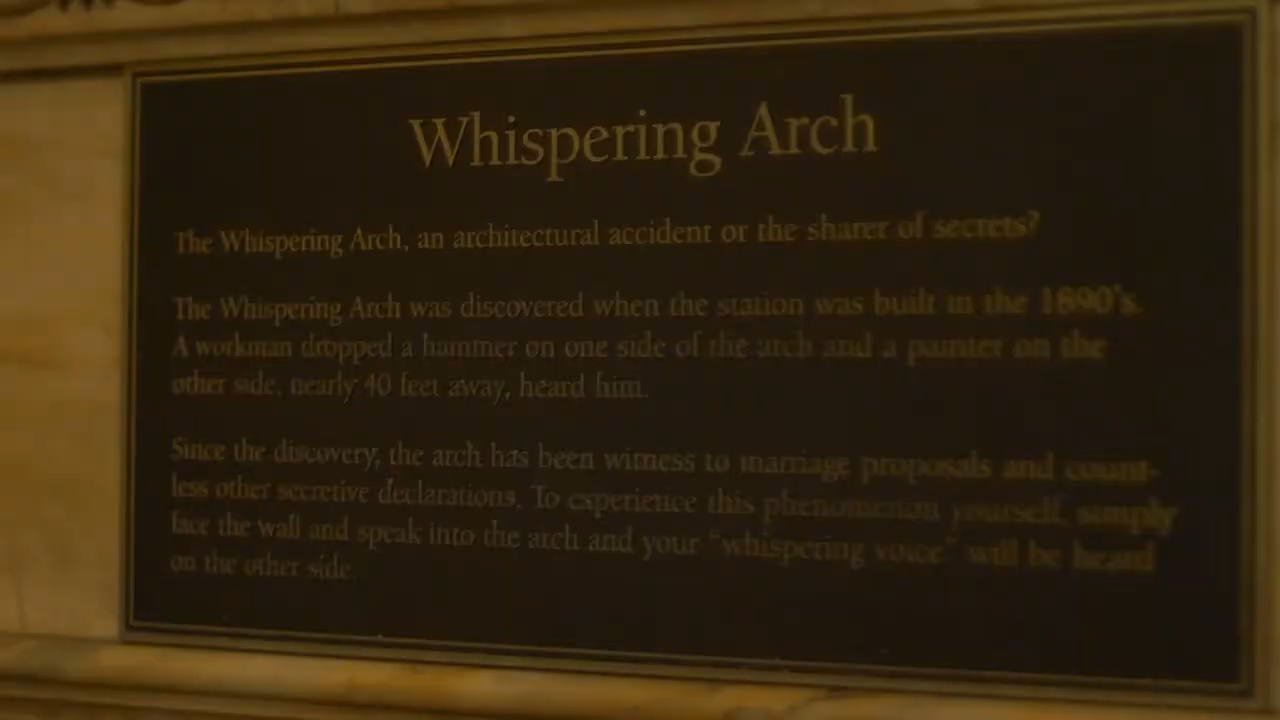 Whispering Arch
The Whispering Arch, an architectural accident or the sharer of secrets?
The Whispering Arch was discovered when the station was built in the 1890's.
A workman dropped a hammer on one side of the arch and a painter on the
other side, nearly 40 feet away, heard him.
Since the discovery, the arch has been witness to marriage proposals and count-
less other secretive declarations. To experience this phenomenon yourself, simply
face the wall and speak into the arch and your "whispering voice" will be heard
on the other side.